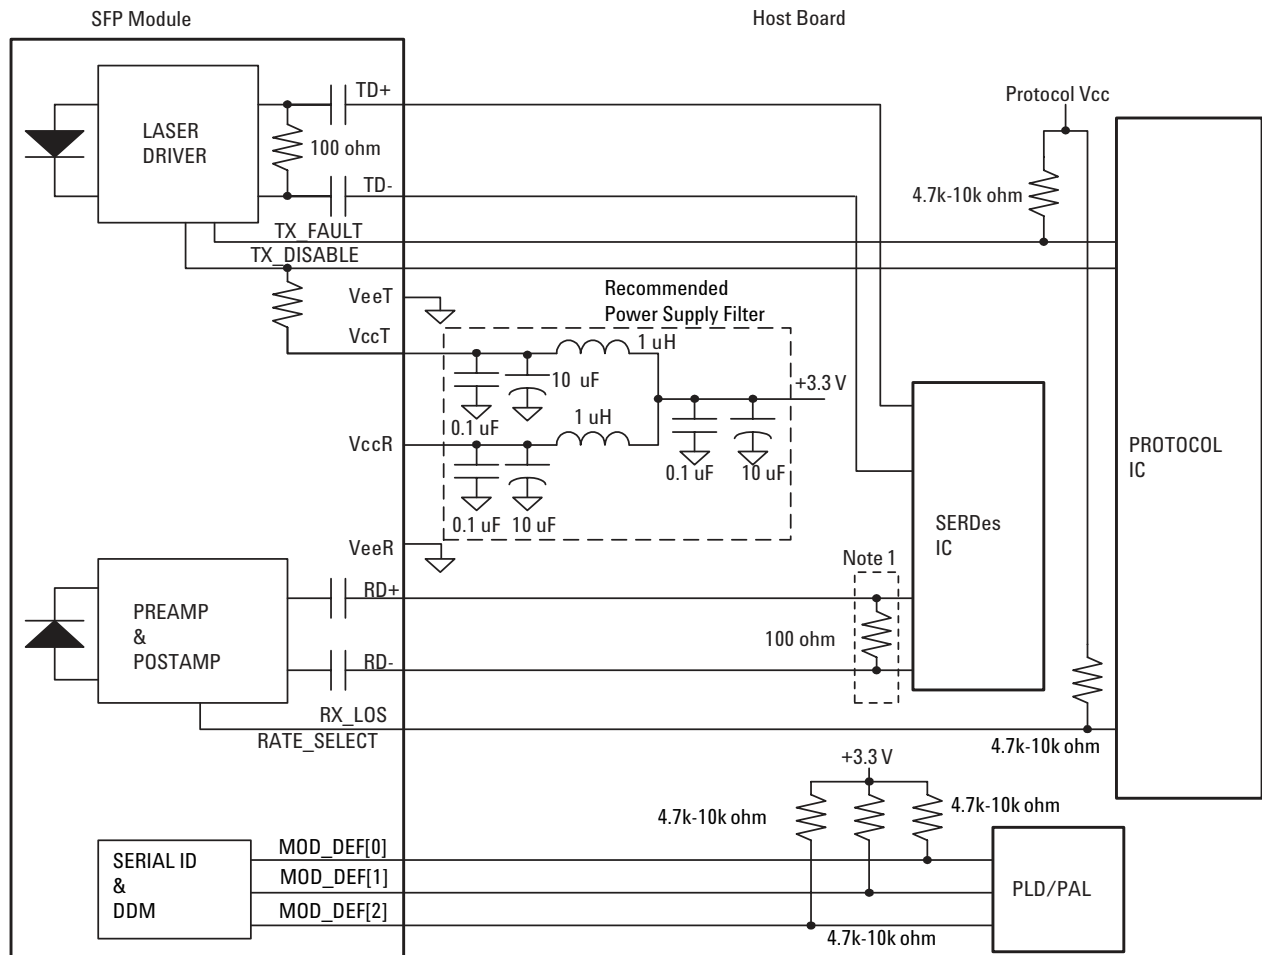 SFP Module
Host Board
LASER
DRIVER
TD+
100 ohm
TD-
TX_FAULT
TX_DISABLE
VeeT
VccT
VccR
VeeR
Recommended
Power Supply Filter
1 uH
10 uF
0.1 uF
1 uH
+3.3 V
0.1 uF
10 uF
0.1 uF
10 uF
Protocol Vcc
4.7k-10k ohm
PROTOCOL
IC
SERDes
IC
Note 1
100 ohm
PREAMP
&
POSTAMP
RD+
RD-
RX_LOS
RATE_SELECT
4.7k-10k ohm
+3.3 V
4.7k-10k ohm
4.7k-10k ohm
SERIAL ID
&
DDM
MOD_DEF[0]
MOD_DEF[1]
MOD_DEF[2]
4.7k-10k ohm
PLD/PAL